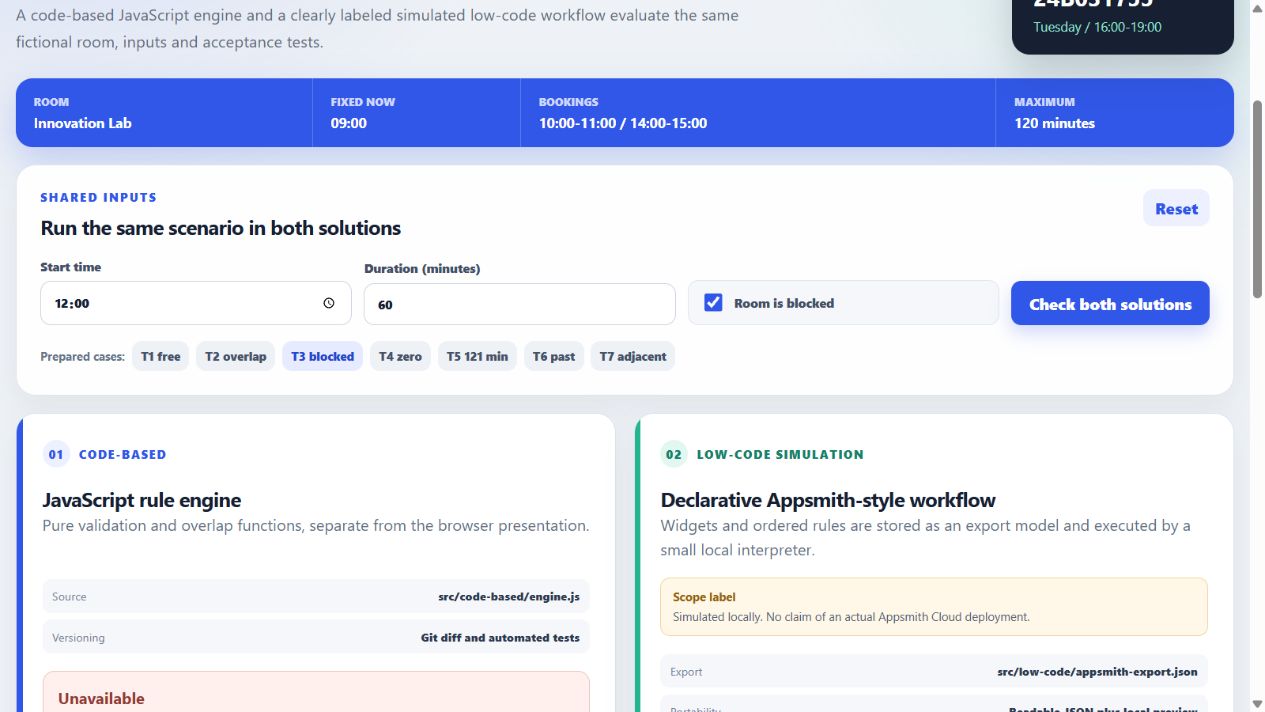 A code-based JavaScript engine and a clearly labeled simulated low-code workflow evaluate the same
fictional room, inputs and acceptance tests.
Tuesday / 16:00-19:00
ROOM
Innovation Lab
FIXED NOW
09:00
BOOKINGS
10:00-11:00 / 14:00-15:00
MAXIMUM
120 minutes
SHARED INPUTS
Run the same scenario in both solutions
Reset
Start time
12:00
Duration (minutes)
60
Room is blocked
Check both solutions
Prepared cases: T1 free T2 overlap T3 blocked T4 zero T5 121 min T6 past T7 adjacent
01 CODE-BASED
JavaScript rule engine
Pure validation and overlap functions, separate from the browser presentation.
Source src/code-based/engine.js
Versioning Git diff and automated tests
Unavailable
02 LOW-CODE SIMULATION
Declarative Appsmith-style workflow
Widgets and ordered rules are stored as an export model and executed by a
small local interpreter.
Scope label
Simulated locally. No claim of an actual Appsmith Cloud deployment.
Export src/low-code/appsmith-export.json
Portability Readable JSON plus local preview